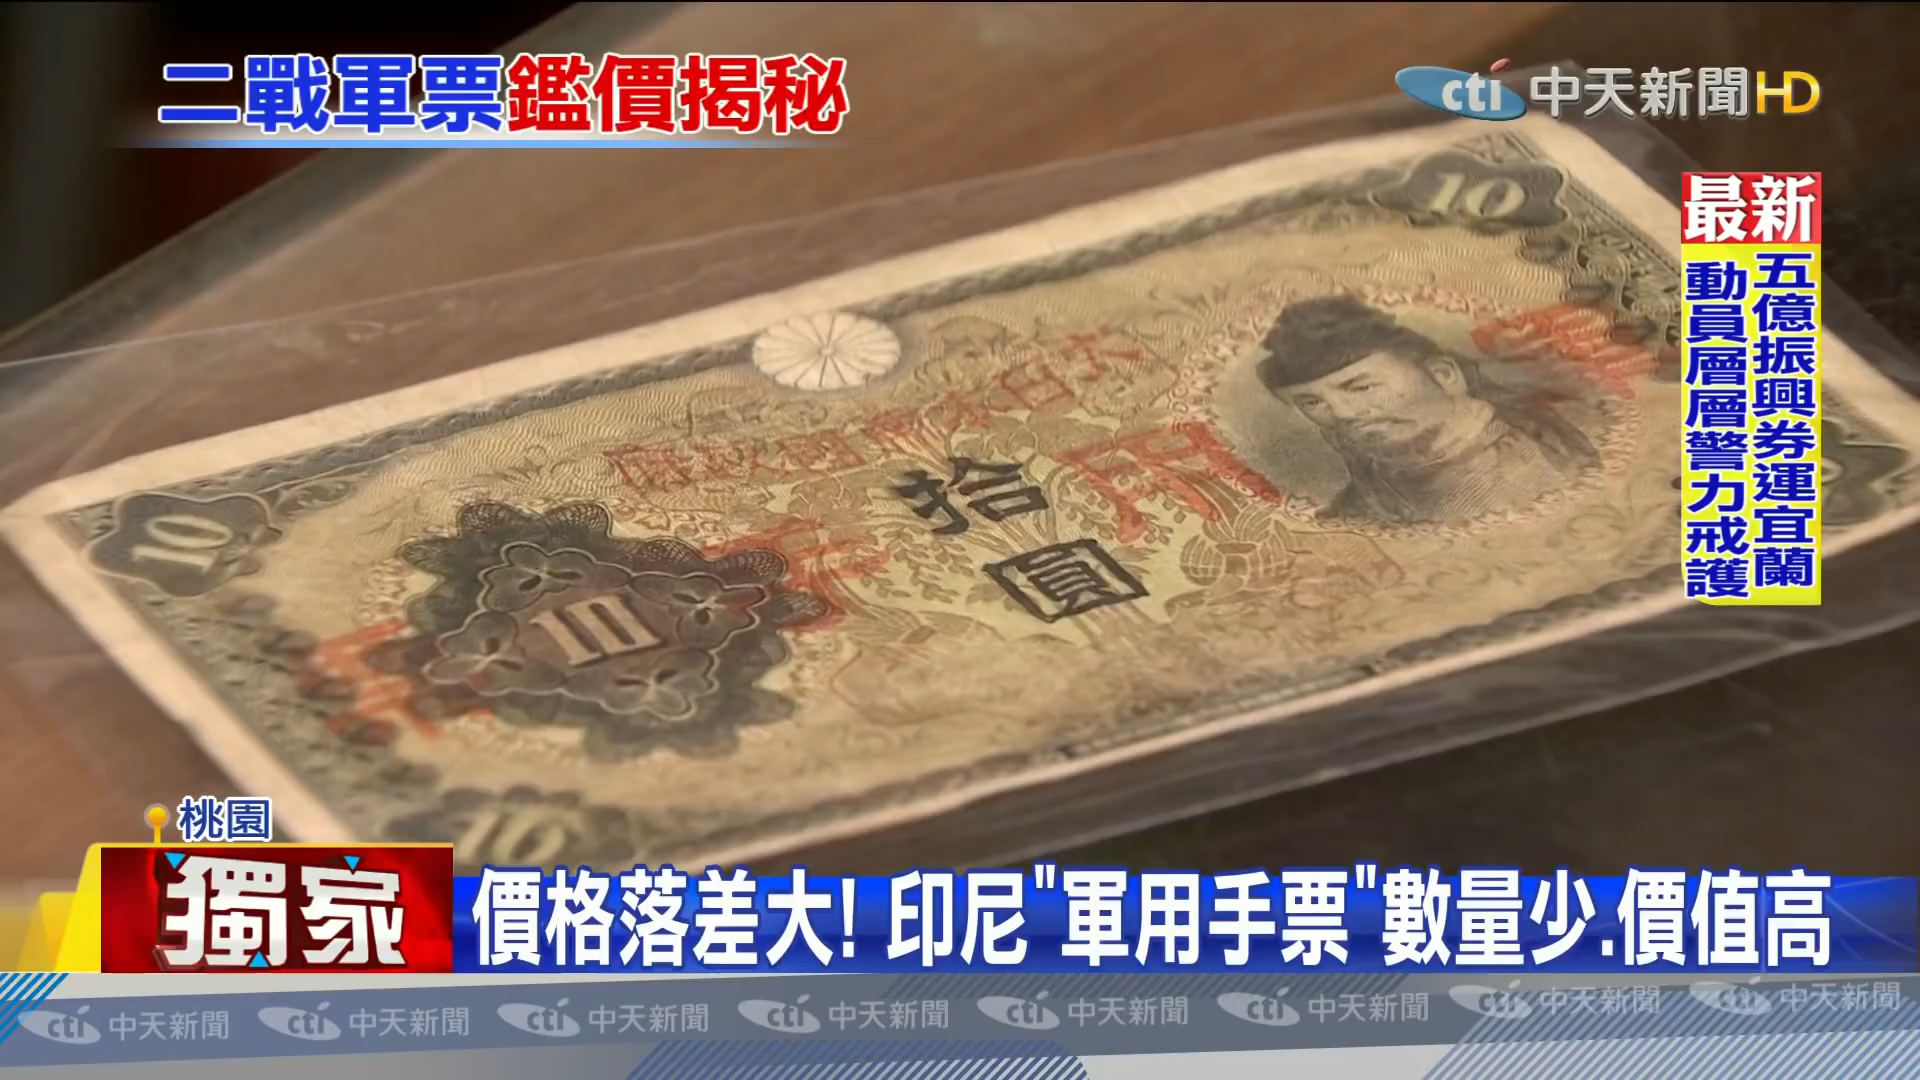 二戰軍票鑑價揭秘
cti 中天新聞HD
最新
五億振興券運宜蘭
動員層層警力戒護
10
拾
圓
10
10
桃園
獨家
價格落差大! 印尼"軍用手票"數量少.價值高
cti 中天新聞 cti 中天新聞 cti 中天新聞 cti 中天新聞 cti 中天新聞 cti 中天新聞 cti 中天新聞 cti 中天新聞